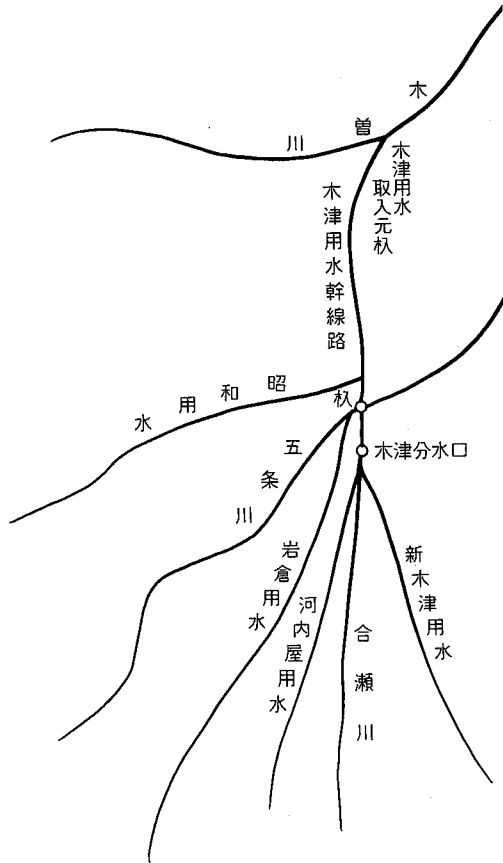 木曽川
木津用水
取入元杁
木津用水幹線路
昭和用水
杁
五条川
木津分水口
新木津用水
合瀬川
河内屋用水
岩倉用水